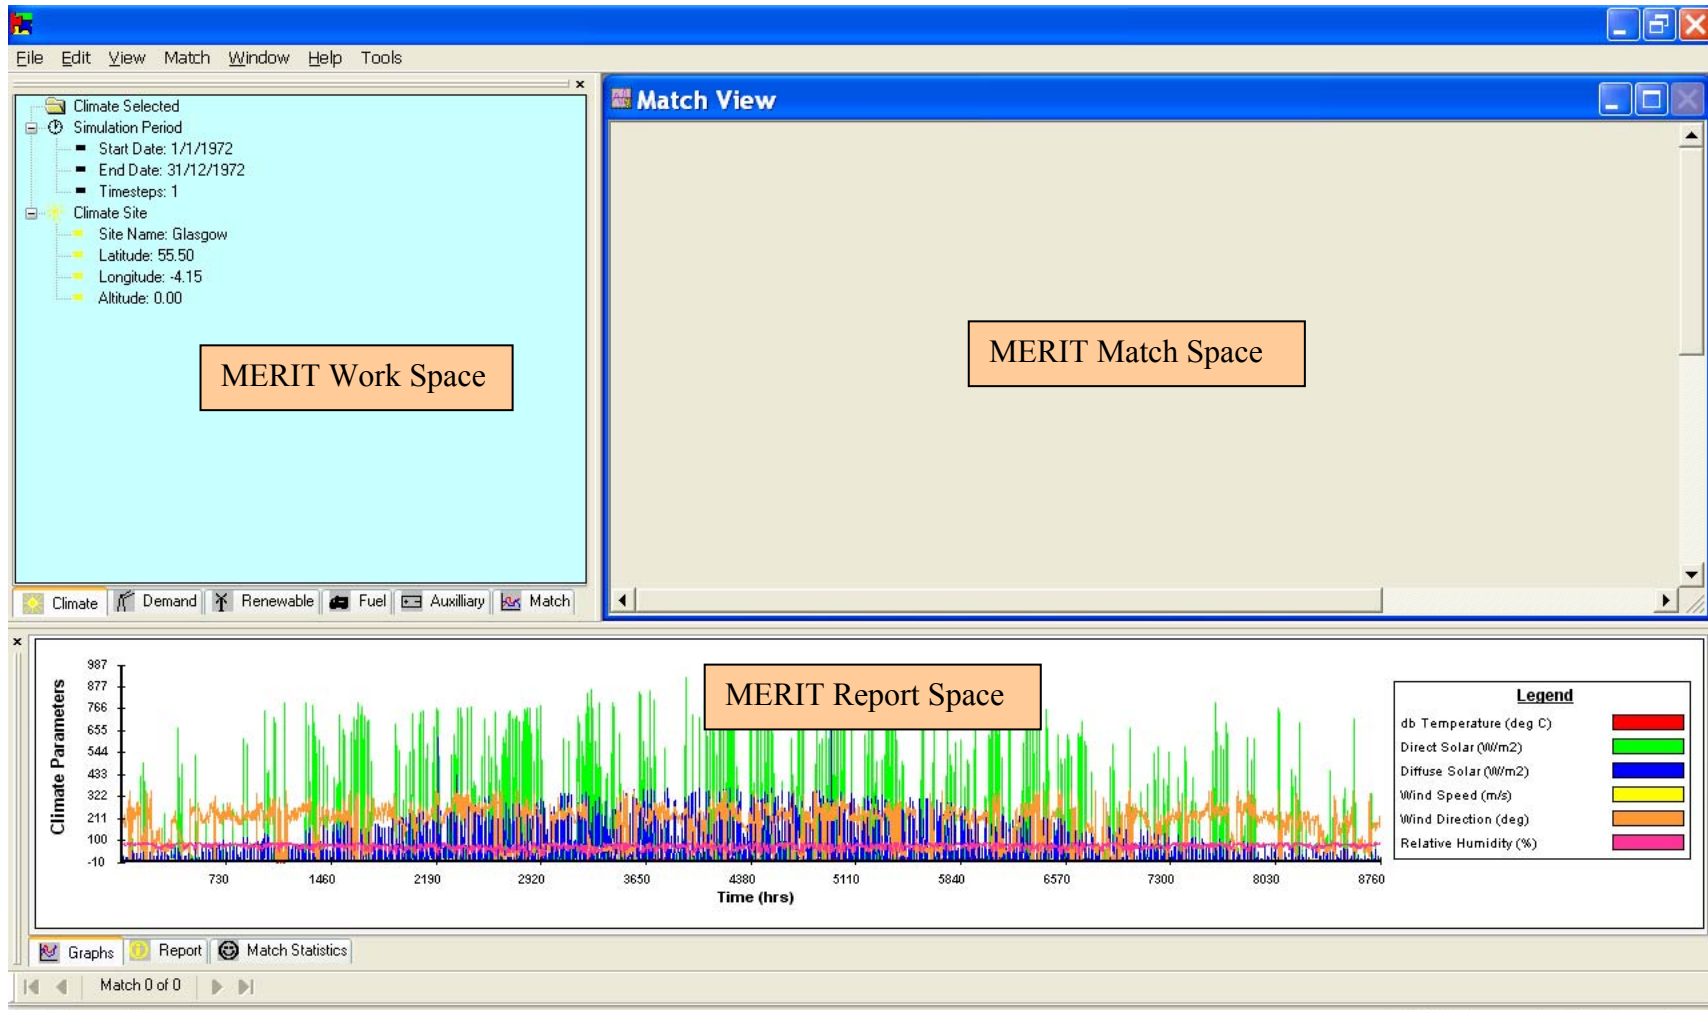 File Edit View Match Window Help Tools
Climate Selected
Simulation Period
Start Date: 1/1/1972
End Date: 31/12/1972
Timesteps: 1
Climate Site
Site Name: Glasgow
Latitude: 55.50
Longitude: -4.15
Altitude: 0.00
MERIT Work Space
Climate Demand Renewable Fuel Auxilliary Match
Match View
MERIT Match Space
Climate Parameters
987
877
766
655
544
433
322
211
100
-10
730 1460 2190 2920 3650 4380 5110 5840 6570 7300 8030 8760
Time (hrs)
MERIT Report Space
Legend
db Temperature (deg C)
Direct Solar (W/m2)
Diffuse Solar (W/m2)
Wind Speed (m/s)
Wind Direction (deg)
Relative Humidity (%)
Graphs Report Match Statistics
Match 0 of 0